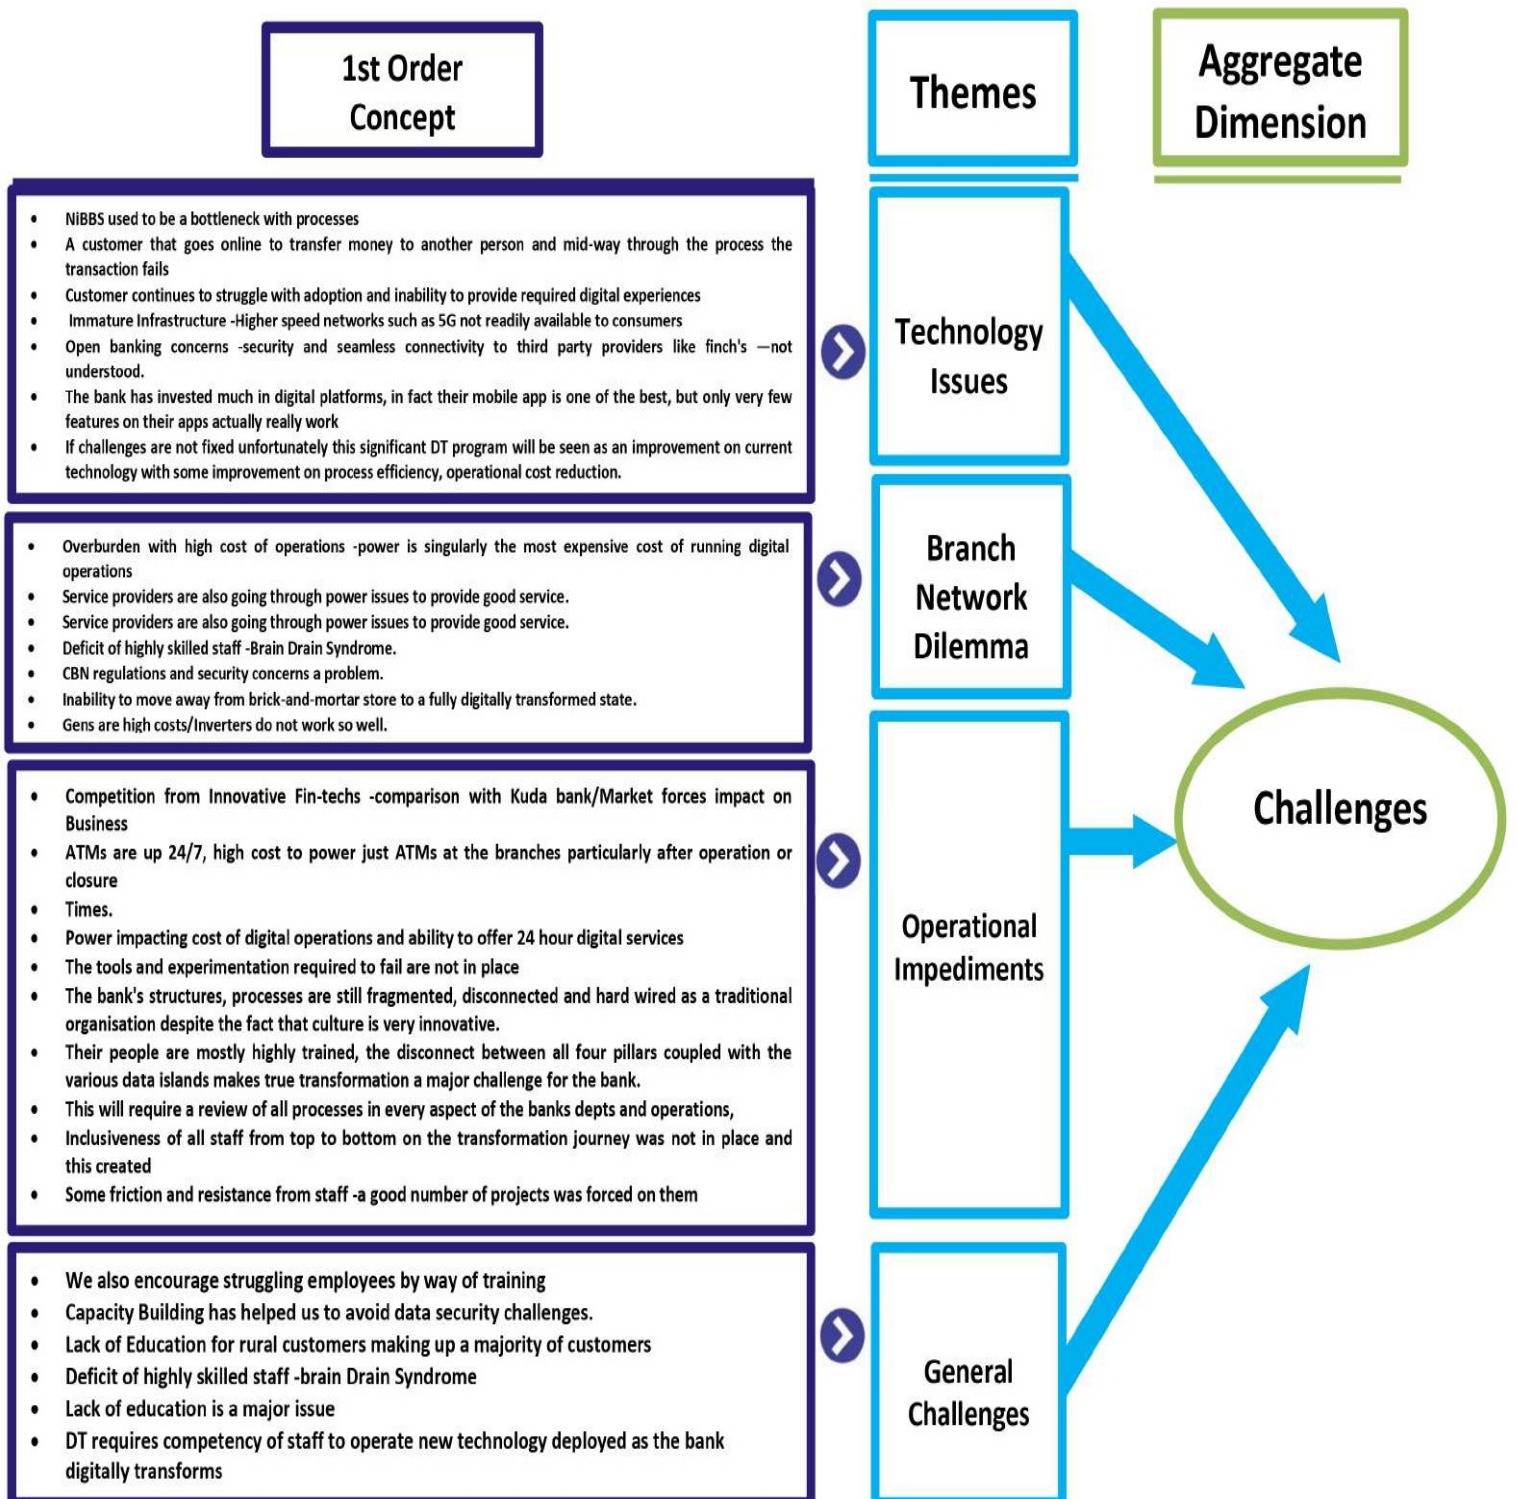 1st Order
Concept
Themes
Aggregate
Dimension
• NiBBS used to be a bottleneck with processes
• A customer that goes online to transfer money to another person and mid-way through the process the
transaction fails
• Customer continues to struggle with adoption and inability to provide required digital experiences
• Immature Infrastructure -Higher speed networks such as 5G not readily available to consumers
• Open banking concerns -security and seamless connectivity to third party providers like finch's —not
understood.
• The bank has invested much in digital platforms, in fact their mobile app is one of the best, but only very few
features on their apps actually really work
• If challenges are not fixed unfortunately this significant DT program will be seen as an improvement on current
technology with some improvement on process efficiency, operational cost reduction.
Technology
Issues
• Overburden with high cost of operations -power is singularly the most expensive cost of running digital
operations
• Service providers are also going through power issues to provide good service.
• Service providers are also going through power issues to provide good service.
• Deficit of highly skilled staff -Brain Drain Syndrome.
• CBN regulations and security concerns a problem.
• Inability to move away from brick-and-mortar store to a fully digitally transformed state.
• Gens are high costs/Inverters do not work so well.
Branch
Network
Dilemma
• Competition from Innovative Fin-techs -comparison with Kuda bank/Market forces impact on
Business
• ATMs are up 24/7, high cost to power just ATMs at the branches particularly after operation or
closure
• Times.
• Power impacting cost of digital operations and ability to offer 24 hour digital services
• The tools and experimentation required to fail are not in place
• The bank's structures, processes are still fragmented, disconnected and hard wired as a traditional
organisation despite the fact that culture is very innovative.
• Their people are mostly highly trained, the disconnect between all four pillars coupled with the
various data islands makes true transformation a major challenge for the bank.
• This will require a review of all processes in every aspect of the banks depts and operations,
• Inclusiveness of all staff from top to bottom on the transformation journey was not in place and
this created
• Some friction and resistance from staff -a good number of projects was forced on them
Operational
Impediments
Challenges
• We also encourage struggling employees by way of training
• Capacity Building has helped us to avoid data security challenges.
• Lack of Education for rural customers making up a majority of customers
• Deficit of highly skilled staff -brain Drain Syndrome
• Lack of education is a major issue
• DT requires competency of staff to operate new technology deployed as the bank
digitally transforms
General
Challenges